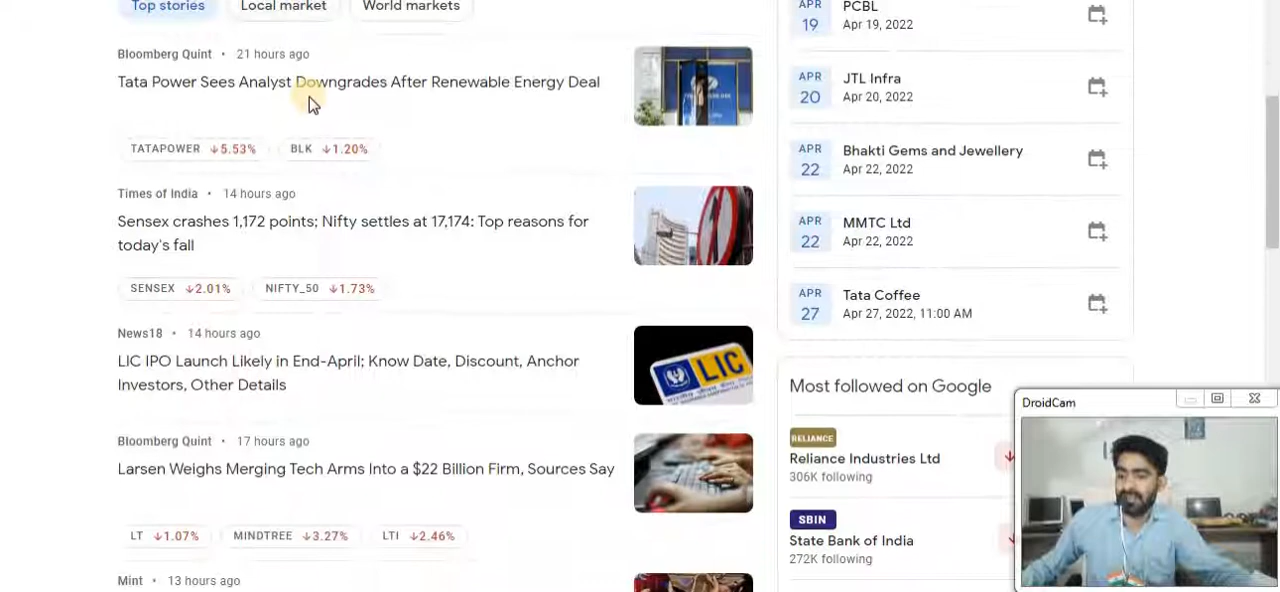 Top stories
Local market
World markets
Bloomberg Quint • 21 hours ago
Tata Power Sees Analyst Downgrades After Renewable Energy Deal
TATAPOWER ↓5.53%
BLK ↓1.20%
Times of India • 14 hours ago
Sensex crashes 1,172 points; Nifty settles at 17,174: Top reasons for
today's fall
SENSEX ↓2.01%
NIFTY_50 ↓1.73%
News18 • 14 hours ago
LIC IPO Launch Likely in End-April; Know Date, Discount, Anchor
Investors, Other Details
LIC
Bloomberg Quint • 17 hours ago
Larsen Weighs Merging Tech Arms Into a $22 Billion Firm, Sources Say
LT ↓1.07%
MINDTREE ↓3.27%
LTI ↓2.46%
Mint • 13 hours ago
APR
19
PCBL
Apr 19, 2022
APR
20
JTL Infra
Apr 20, 2022
APR
22
Bhakti Gems and Jewellery
Apr 22, 2022
APR
22
MMTC Ltd
Apr 22, 2022
APR
27
Tata Coffee
Apr 27, 2022, 11:00 AM
Most followed on Google
RELIANCE
Reliance Industries Ltd
306K following
SBIN
State Bank of India
272K following
DroidCam